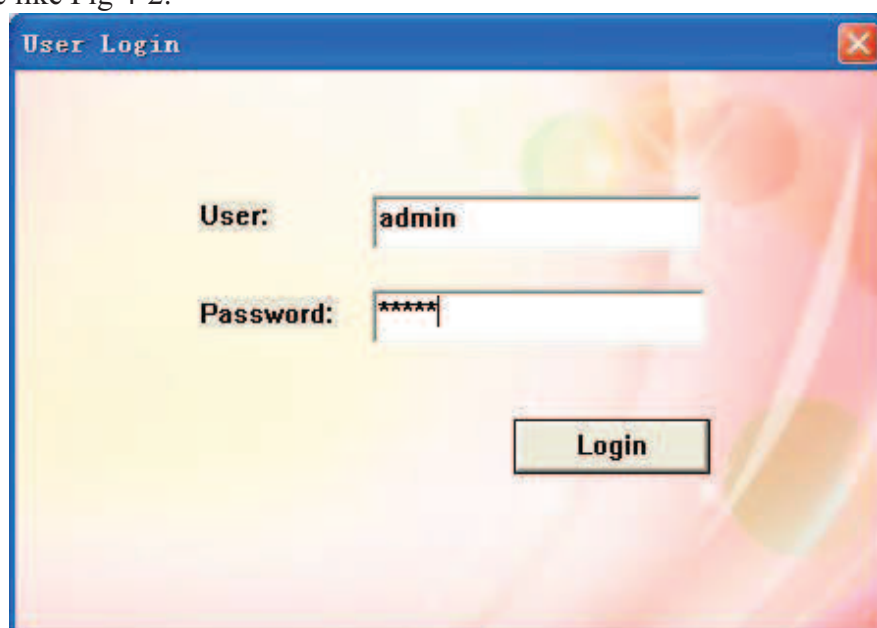 like Fig 4-2.
User Login
User: admin
Password: *****
Login